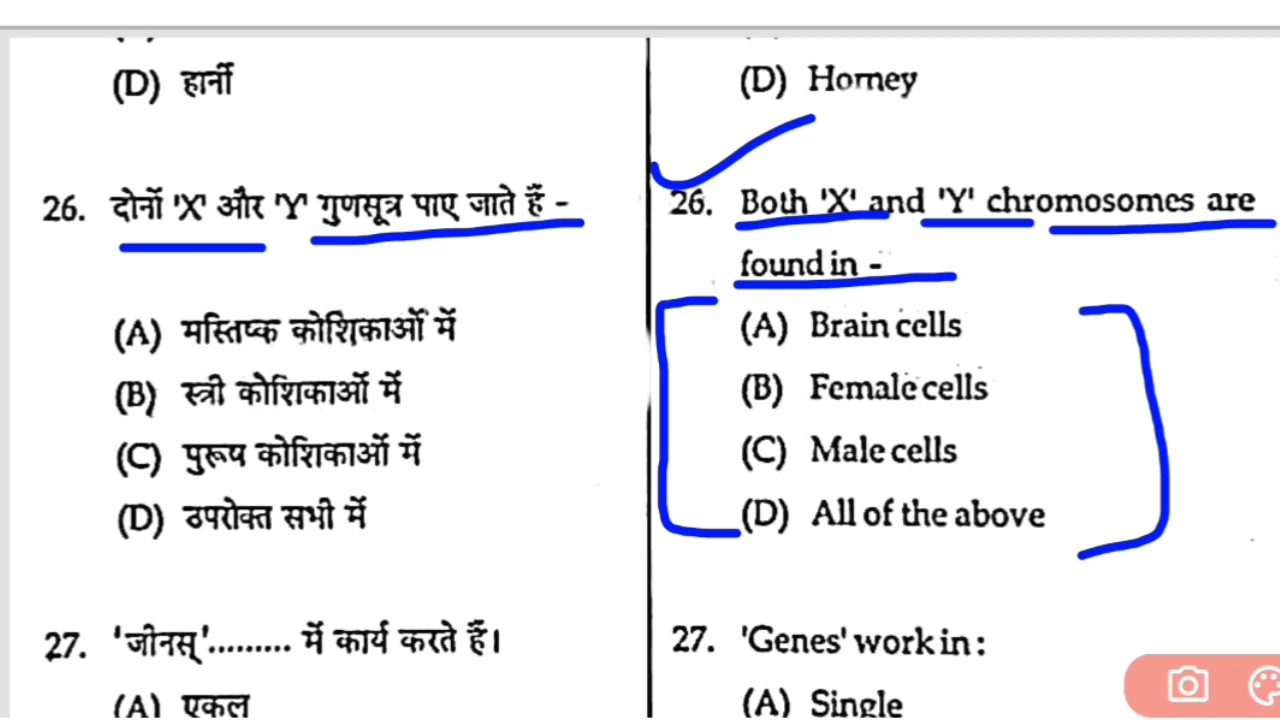 (D) हार्नी
26. दोनों 'X' और 'Y' गुणसूत्र पाए जाते हैं -
(A) मस्तिष्क कोशिकाओं में
(B) स्त्री कोशिकाओं में
(C) पुरूष कोशिकाओं में
(D) उपरोक्त सभी में
27. 'जीनस्'......... में कार्य करते हैं।
(A) एकल
(D) Horney
26. Both 'X' and 'Y' chromosomes are
found in -
(A) Brain cells
(B) Female cells
(C) Male cells
(D) All of the above
27. 'Genes' work in :
(A) Single